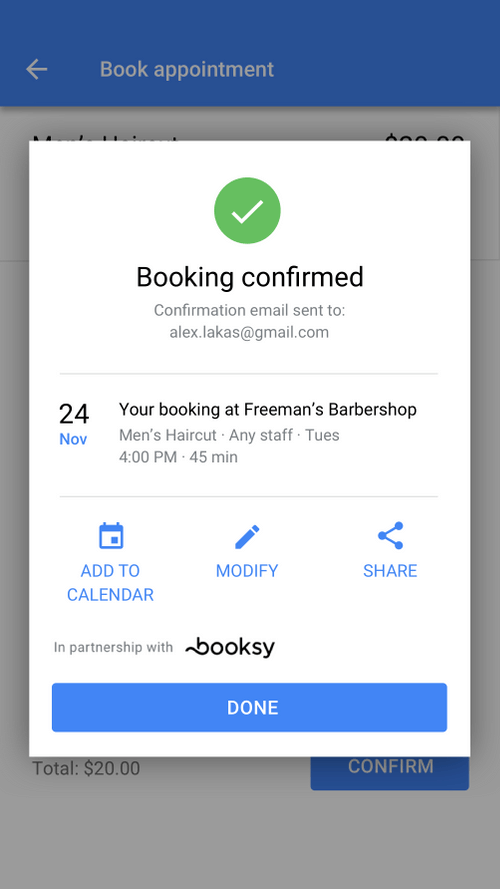 Book appointment
Men's Haircut $20.00
Booking confirmed
Confirmation email sent to:
alex.lakas@gmail.com
24 Your booking at Freeman's Barbershop
Nov Men's Haircut · Any staff · Tues
4:00 PM · 45 min
ADD TO CALENDAR
MODIFY
SHARE
In partnership with booksy
DONE
Total: $20.00 CONFIRM